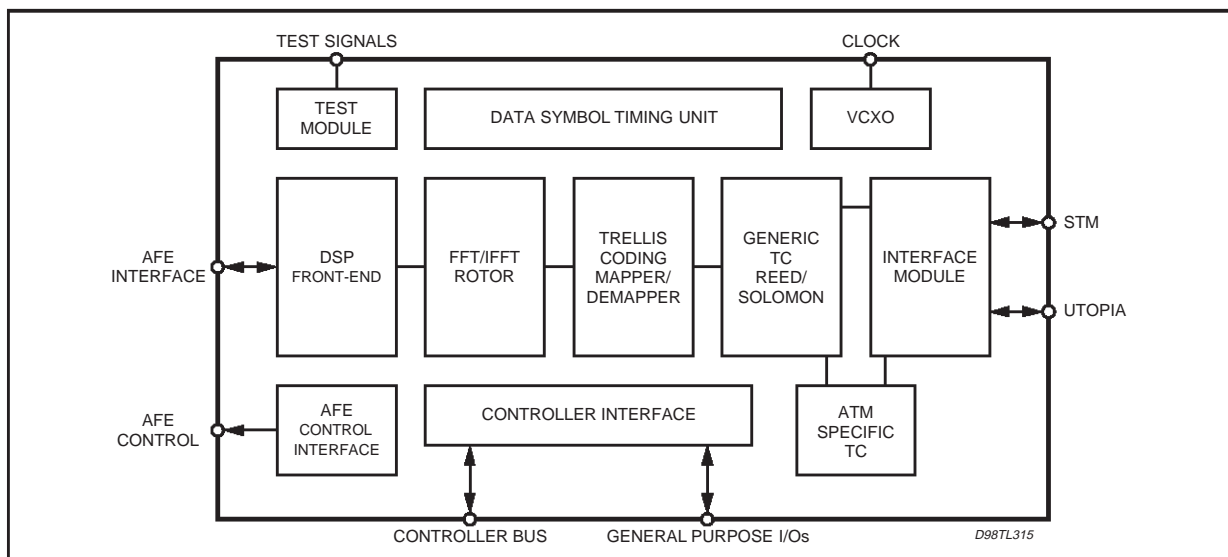 TEST SIGNALS
CLOCK
TEST
MODULE
DATA SYMBOL TIMING UNIT
VCXO
AFE
INTERFACE
DSP
FRONT-END
FFT/IFFT
ROTOR
TRELLIS
CODING
MAPPER/
DEMAPPER
GENERIC
TC
REED/
SOLOMON
INTERFACE
MODULE
STM
UTOPIA
AFE
CONTROL
AFE
CONTROL
INTERFACE
CONTROLLER INTERFACE
ATM
SPECIFIC
TC
CONTROLLER BUS
GENERAL PURPOSE I/Os
D98TL315